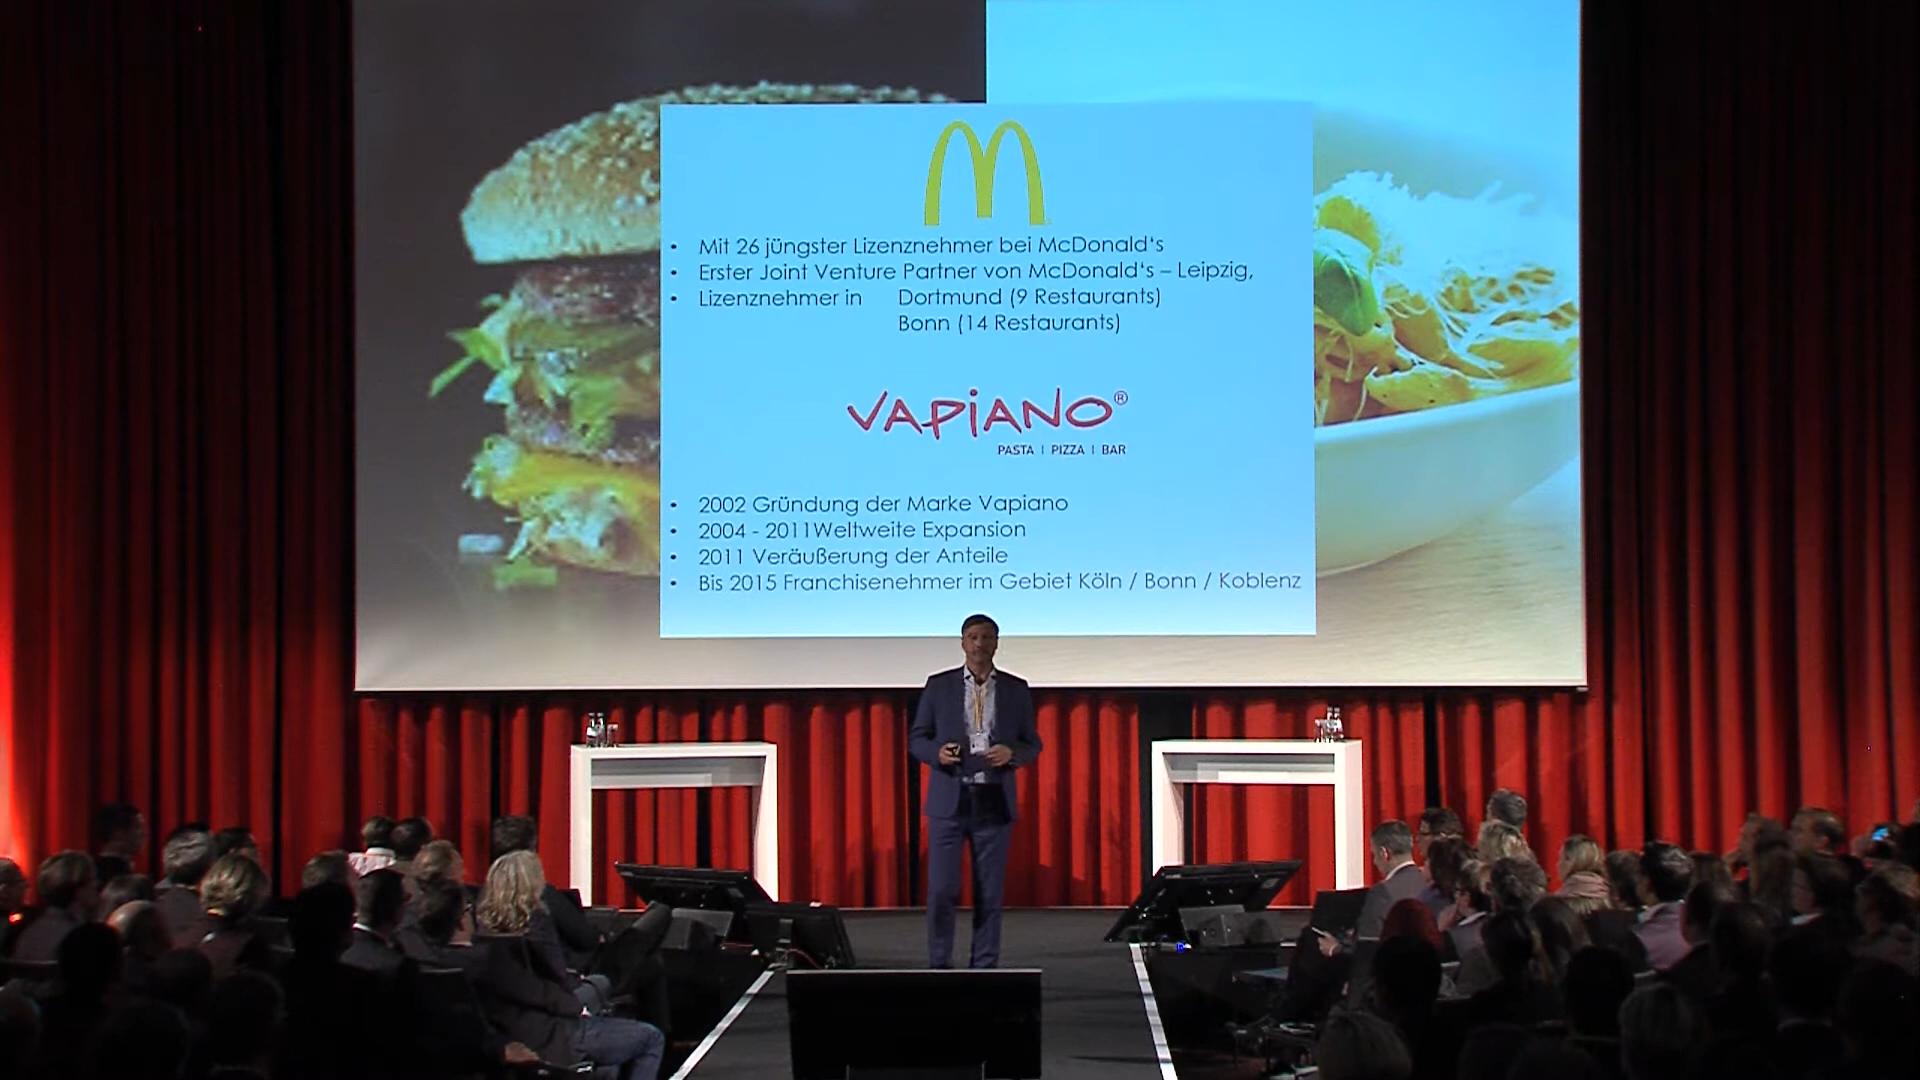 • Mit 26 jüngster Lizenznehmer bei McDonald‘s
• Erster Joint Venture Partner von McDonald‘s – Leipzig,
• Lizenznehmer in Dortmund (9 Restaurants)
Bonn (14 Restaurants)
VAPIANO®
PASTA | PIZZA | BAR
• 2002 Gründung der Marke Vapiano
• 2004 - 2011Weltweite Expansion
• 2011 Veräußerung der Anteile
• Bis 2015 Franchisenehmer im Gebiet Köln / Bonn / Koblenz